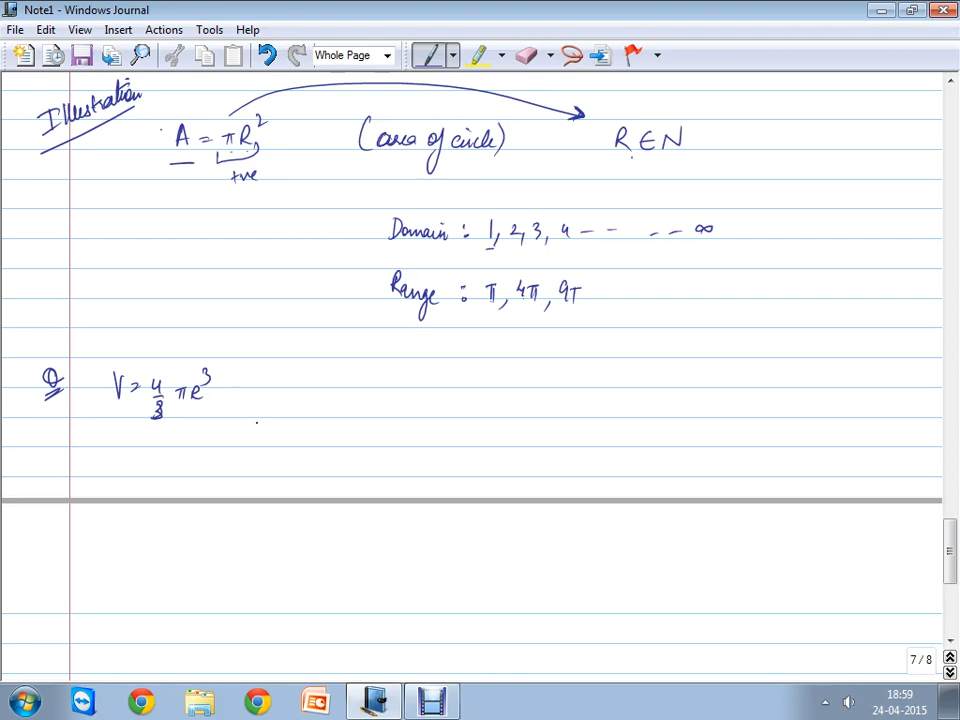 Note1 - Windows Journal
File Edit View Insert Actions Tools Help
Whole Page
Illustration
A = πR² (area of circle) R ∈ N
+ve
Domain : 1, 2, 3, 4 - - - - ∞
Range : π, 4π, 9π
Q V = 4/3 πR³
7 / 8
18:59
24-04-2015